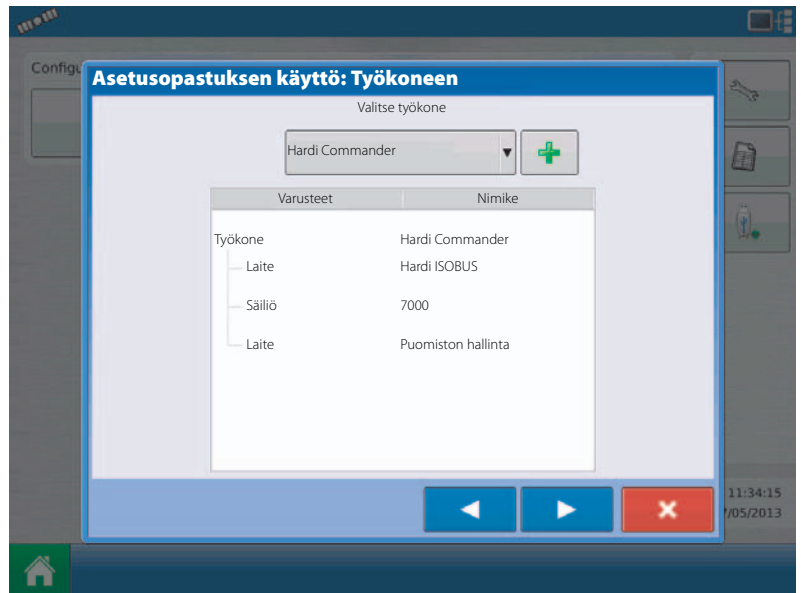 Configu
Asetusopastuksen käyttö: Työkoneen
Valitse työkone
Hardi Commander
Varusteet Nimike
Työkone Hardi Commander
Laite Hardi ISOBUS
Säiliö 7000
Laite Puomiston hallinta
11:34:15
/05/2013